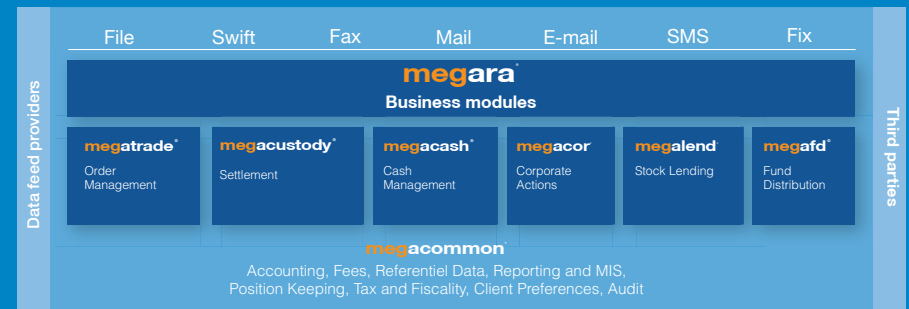 File Swift Fax Mail E-mail SMS Fix
megara
Business modules
Data feed providers
Third parties
megatrade®
Order
Management
megacustody®
Settlement
megacash®
Cash
Management
megacor
Corporate
Actions
megalend
Stock Lending
megafd®
Fund
Distribution
megacommon
Accounting, Fees, Referentiel Data, Reporting and MIS,
Position Keeping, Tax and Fiscality, Client Preferences, Audit